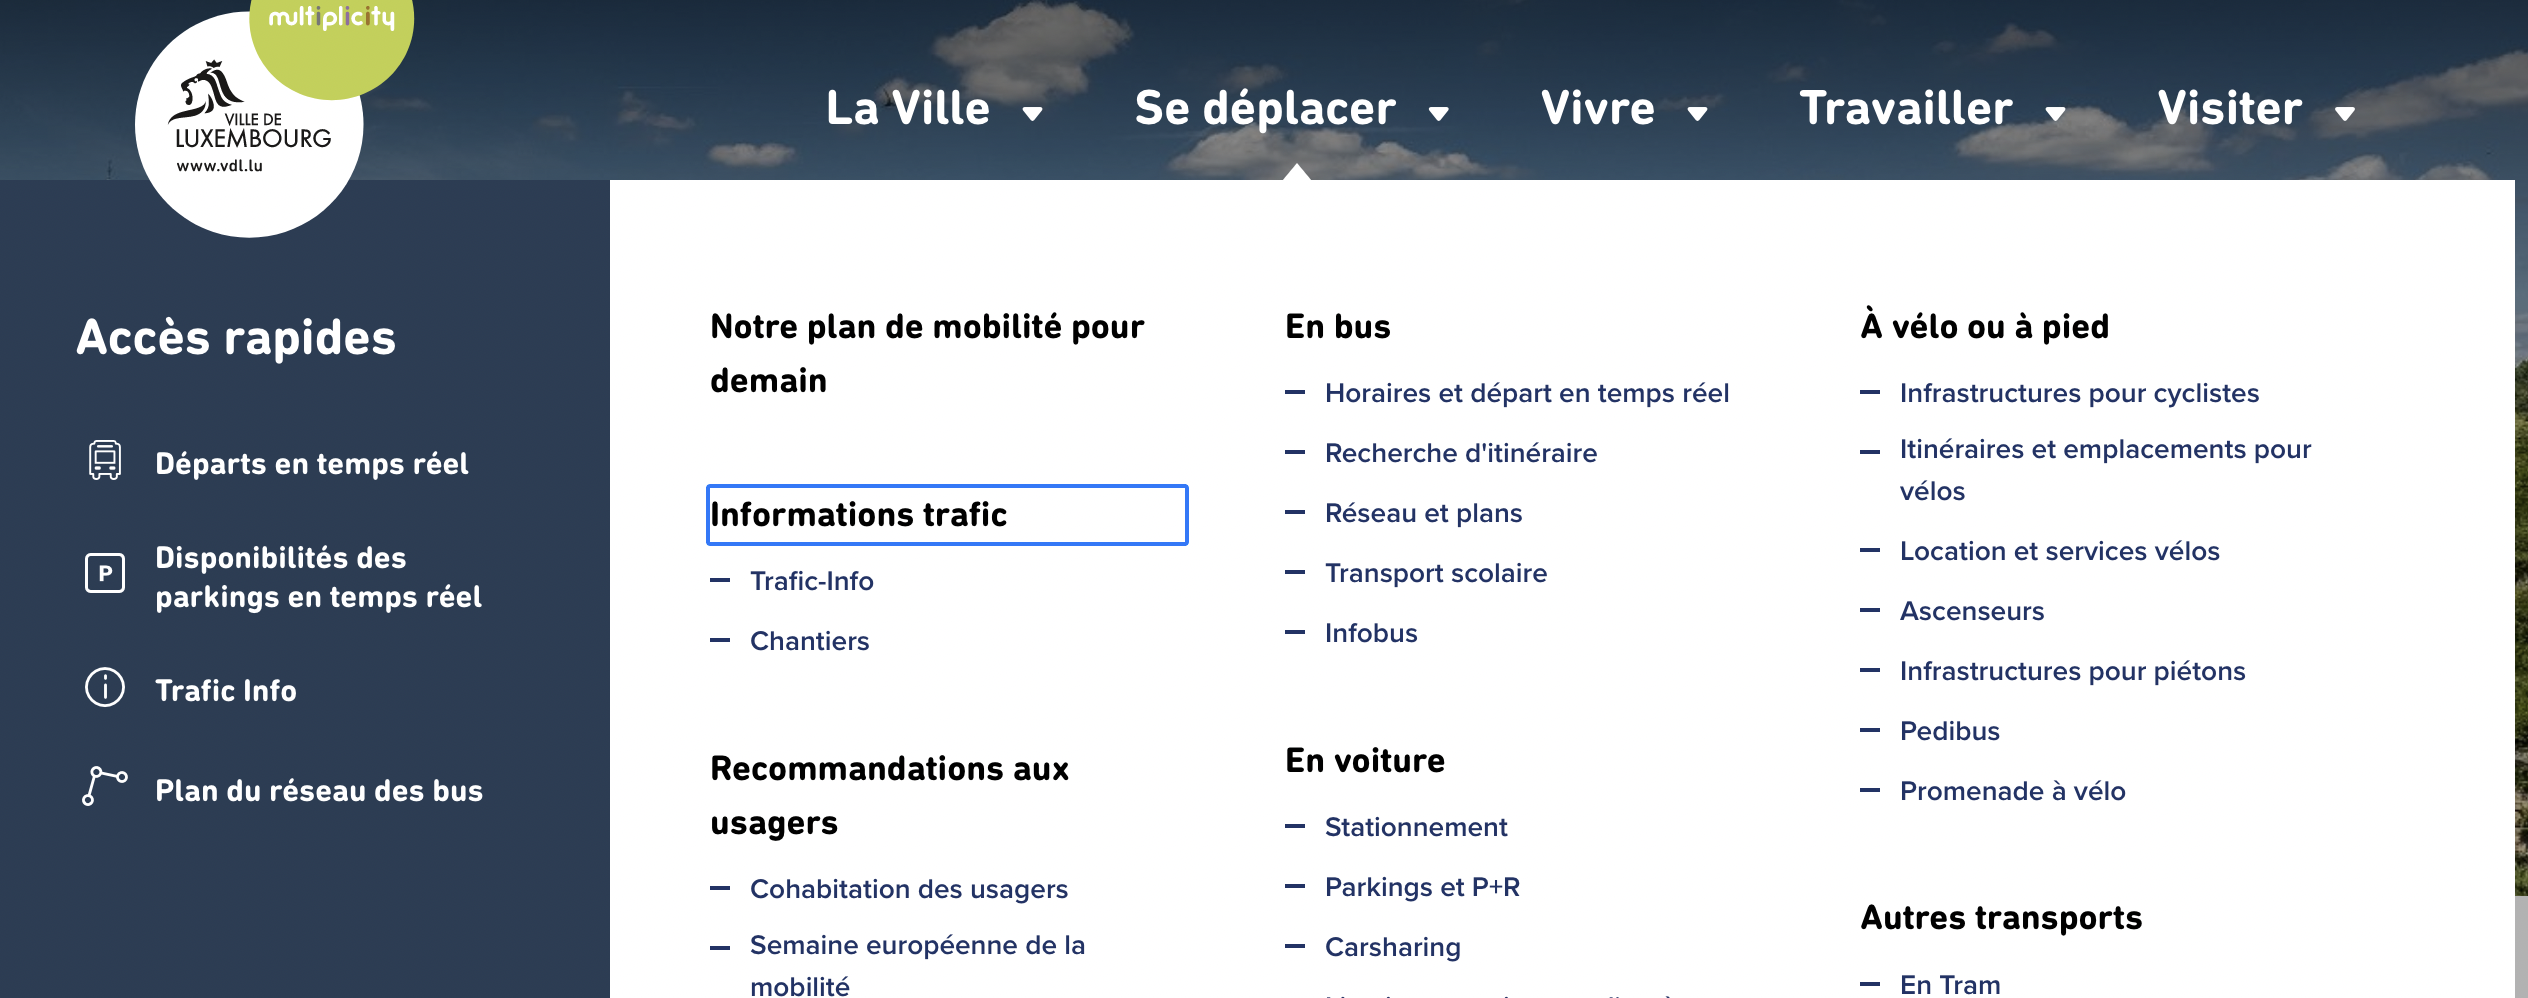 multiplicity
VILLE DE
LUXEMBOURG
www.vdl.lu
La Ville
Se déplacer
Vivre
Travailler
Visiter
Accès rapides
Départs en temps réel
Disponibilités des
parkings en temps réel
P
Trafic Info
Plan du réseau des bus
Notre plan de mobilité pour
demain
Informations trafic
Trafic-Info
Chantiers
Recommandations aux
usagers
Cohabitation des usagers
Semaine européenne de la
mobilité
En bus
Horaires et départ en temps réel
Recherche d'itinéraire
Réseau et plans
Transport scolaire
Infobus
En voiture
Stationnement
Parkings et P+R
Carsharing
À vélo ou à pied
Infrastructures pour cyclistes
Itinéraires et emplacements pour
vélos
Location et services vélos
Ascenseurs
Infrastructures pour piétons
Pedibus
Promenade à vélo
Autres transports
En Tram